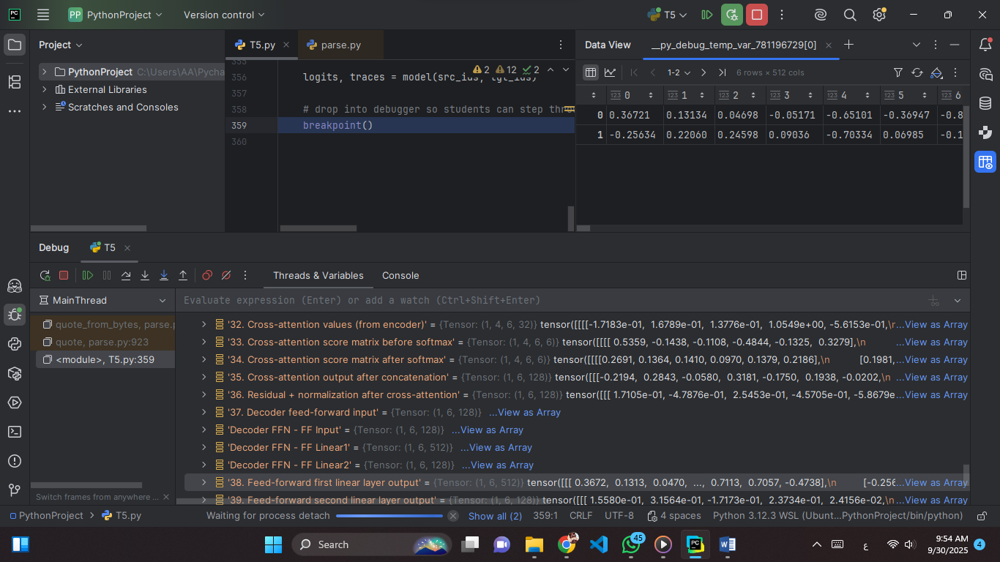 PC
PP PythonProject Version control T5
Project
PythonProject C:\Users\AA\Pycha
External Libraries
Scratches and Consoles
T5.py parse.py
355
356 logits, traces = model(src_ids, tgt_ids)
2 12 2
357
358 # drop into debugger so students can step thro
359 breakpoint()
360
Data View __py_debug_temp_var_781196729[0]
1-2 6 rows × 512 cols
123 0 123 1 123 2 123 3 123 4 123 5 123 6
0 0.36721 0.13134 0.04698 -0.05171 -0.65101 -0.36947 -0.8
1 -0.25634 0.22060 0.24598 0.09036 -0.70334 0.06985 -0.1
Debug T5
Threads & Variables Console
MainThread
Evaluate expression (Enter) or add a watch (Ctrl+Shift+Enter)
quote_from_bytes, parse.p
quote, parse.py:923
<module>, T5.py:359
'32. Cross-attention values (from encoder)' = {Tensor: (1, 4, 6, 32)} tensor([[[[-1.7183e-01, 1.6789e-01, 1.3776e-01, 1.0549e+00, -5.6153e-01,\r...View as Array
'33. Cross-attention score matrix before softmax' = {Tensor: (1, 4, 6, 6)} tensor([[[[ 0.5359, -0.1438, -0.1108, -0.4844, -0.1325, 0.3279],\n ...View as Array
'34. Cross-attention score matrix after softmax' = {Tensor: (1, 4, 6, 6)} tensor([[[[0.2691, 0.1364, 0.1410, 0.0970, 0.1379, 0.2186],\n [0.1981, ...View as Array
'35. Cross-attention output after concatenation' = {Tensor: (1, 6, 128)} tensor([[[-0.2194, 0.2843, -0.0580, 0.3181, -0.1750, 0.1938, -0.0202,\n ...View as Array
'36. Residual + normalization after cross-attention' = {Tensor: (1, 6, 128)} tensor([[[ 1.7105e-01, -4.7876e-01, 2.5453e-01, -4.5705e-01, -5.8679e...View as Array
'37. Decoder feed-forward input' = {Tensor: (1, 6, 128)} ...View as Array
'Decoder FFN - FF Input' = {Tensor: (1, 6, 128)} ...View as Array
'Decoder FFN - FF Linear1' = {Tensor: (1, 6, 512)} ...View as Array
'Decoder FFN - FF Linear2' = {Tensor: (1, 6, 128)} ...View as Array
'38. Feed-forward first linear layer output' = {Tensor: (1, 6, 512)} tensor([[[ 0.3672, 0.1313, 0.0470, ..., 0.7113, 0.7057, -0.4738],\n [-0.256...View as Array
'39. Feed-forward second linear layer output' = {Tensor: (1, 6, 128)} tensor([[[ 1.5580e-01, 3.1564e-01, -1.7173e-01, 2.3734e-01, 2.4156e-02,\n ...View as Array
Switch frames from anywhere ...
PythonProject T5.py Waiting for process detach Show all (2) 359:1 CRLF UTF-8 4 spaces Python 3.12.3 WSL (Ubunt...PythonProject/bin/python)
Search 45 ع 9:54 AM
9/30/2025 4